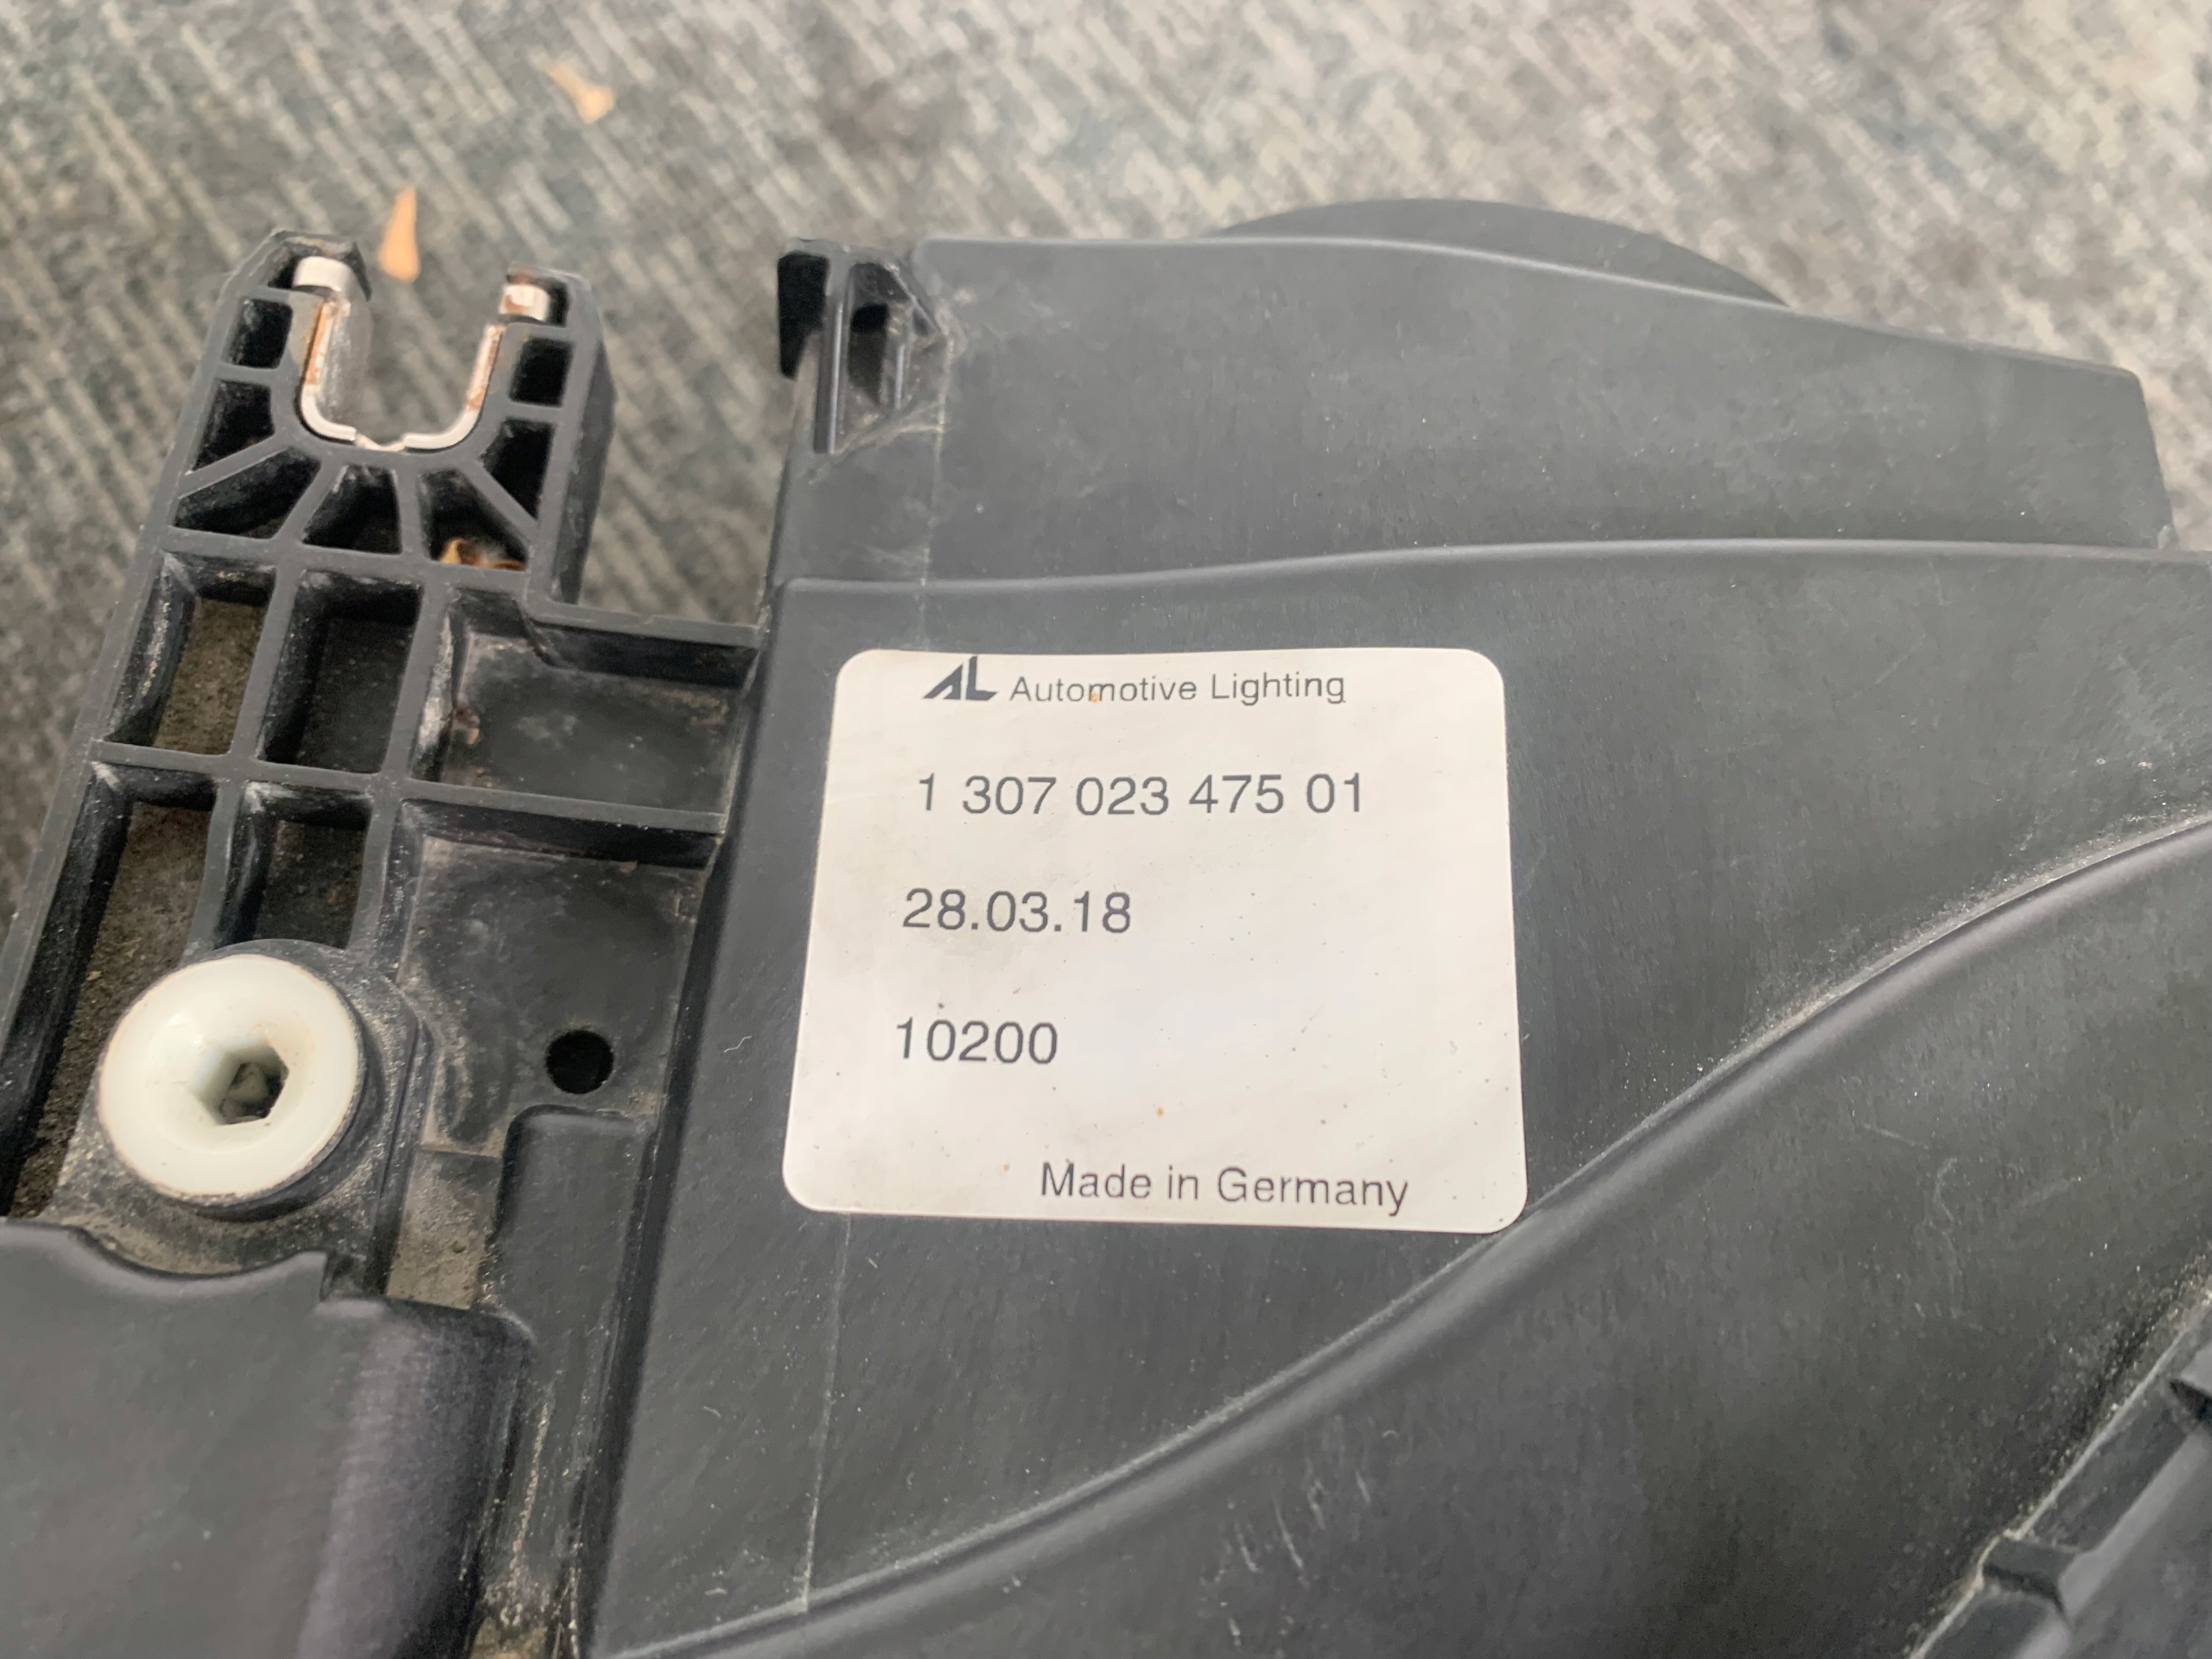 AL Automotive Lighting
1 307 023 475 01
28.03.18
10200
Made in Germany